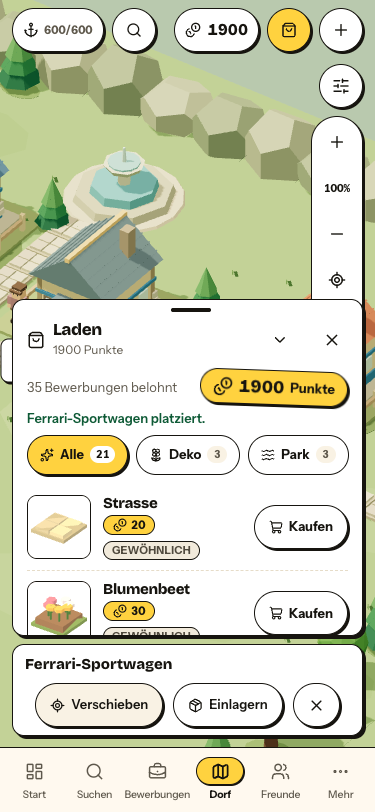 600/600
1900
100%
Laden
1900 Punkte
35 Bewerbungen belohnt
1900 Punkte
Ferrari-Sportwagen platziert.
Alle 21
Deko 3
Park 3
Strasse
20
GEWÖHNLICH
Kaufen
Blumenbeet
30
GEWÖHNLICH
Kaufen
Ferrari-Sportwagen
Verschieben
Einlagern
Start
Suchen
Bewerbungen
Dorf
Freunde
Mehr